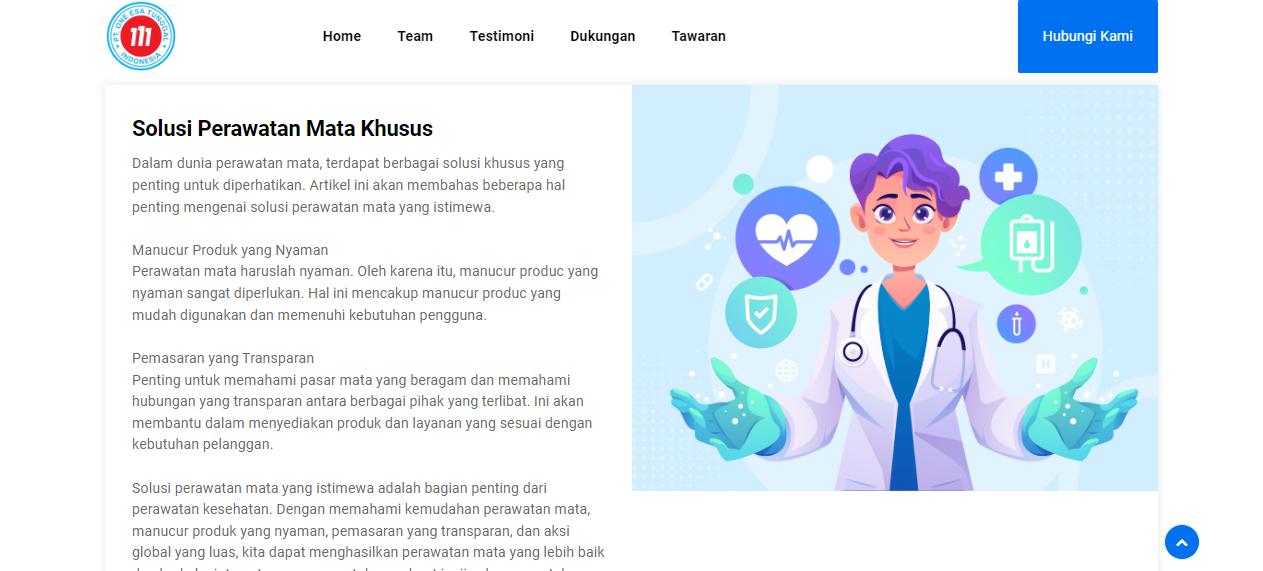 PT ONE ESA TUNGGAL
111
INDONESIA
Home Team Testimoni Dukungan Tawaran
Hubungi Kami
Solusi Perawatan Mata Khusus
Dalam dunia perawatan mata, terdapat berbagai solusi khusus yang
penting untuk diperhatikan. Artikel ini akan membahas beberapa hal
penting mengenai solusi perawatan mata yang istimewa.
Manucur Produk yang Nyaman
Perawatan mata haruslah nyaman. Oleh karena itu, manucur produc yang
nyaman sangat diperlukan. Hal ini mencakup manucur produc yang
mudah digunakan dan memenuhi kebutuhan pengguna.
Pemasaran yang Transparan
Penting untuk memahami pasar mata yang beragam dan memahami
hubungan yang transparan antara berbagai pihak yang terlibat. Ini akan
membantu dalam menyediakan produk dan layanan yang sesuai dengan
kebutuhan pelanggan.
Solusi perawatan mata yang istimewa adalah bagian penting dari
perawatan kesehatan. Dengan memahami kemudahan perawatan mata,
manucur produk yang nyaman, pemasaran yang transparan, dan aksi
global yang luas, kita dapat menghasilkan perawatan mata yang lebih baik
H